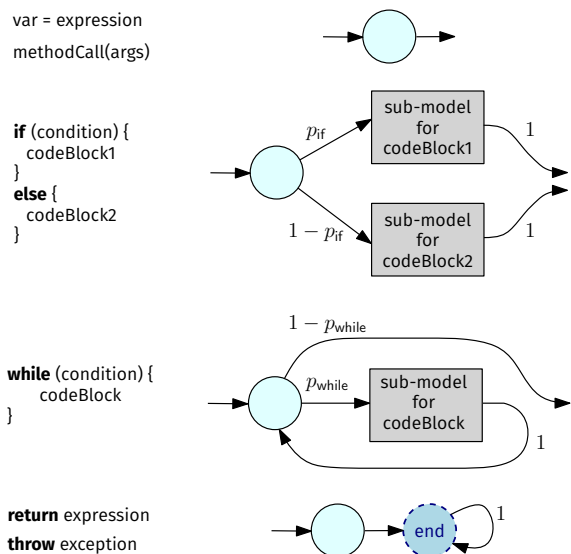 var = expression
methodCall(args)
if (condition) {
codeBlock1
}
else {
codeBlock2
}
p_if
1 − p_if
sub-model
for
codeBlock1
1
sub-model
for
codeBlock2
1
while (condition) {
codeBlock
}
1 − p_while
p_while
sub-model
for
codeBlock
1
return expression
throw exception
end
1